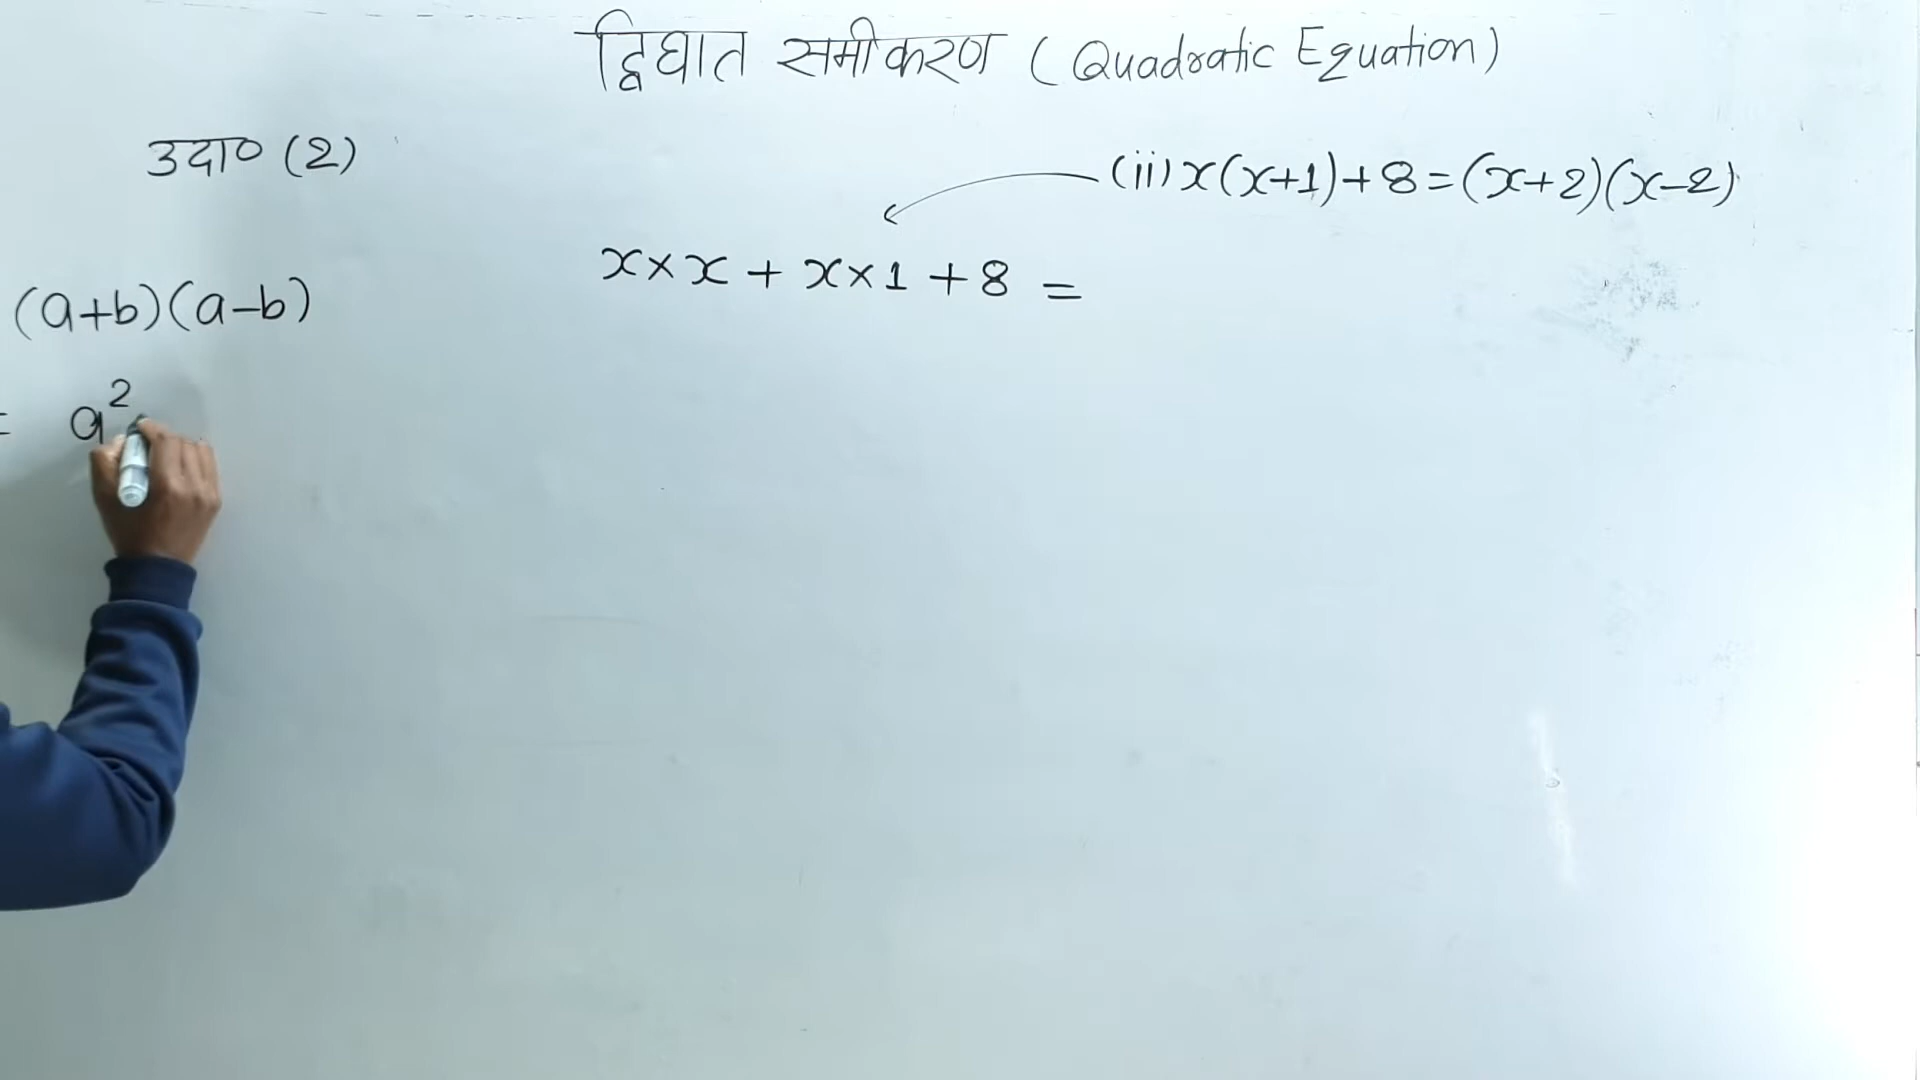 द्विघात समीकरण (Quadratic Equation)
उदा० (2)
(ii) x(x+1)+8=(x+2)(x-2)
x×x + x×1 +8 =
(a+b)(a-b)
= a²